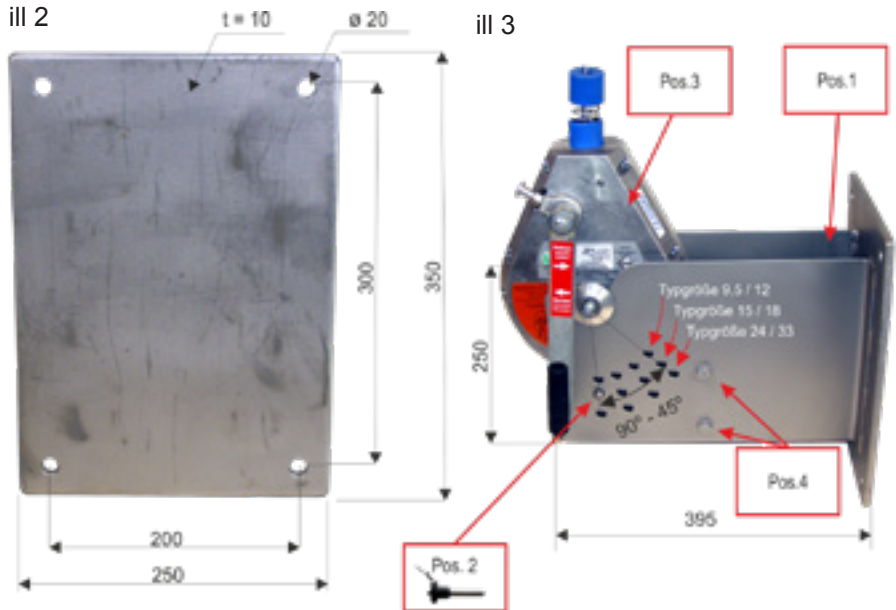 ill 2
t = 10
ø 20
300
350
200
250
ill 3
Pos.3
Pos.1
Typgröße 9,5 / 12
Typgröße 15 / 18
Typgröße 24 / 33
250
90° - 45°
Pos.4
395
Pos. 2